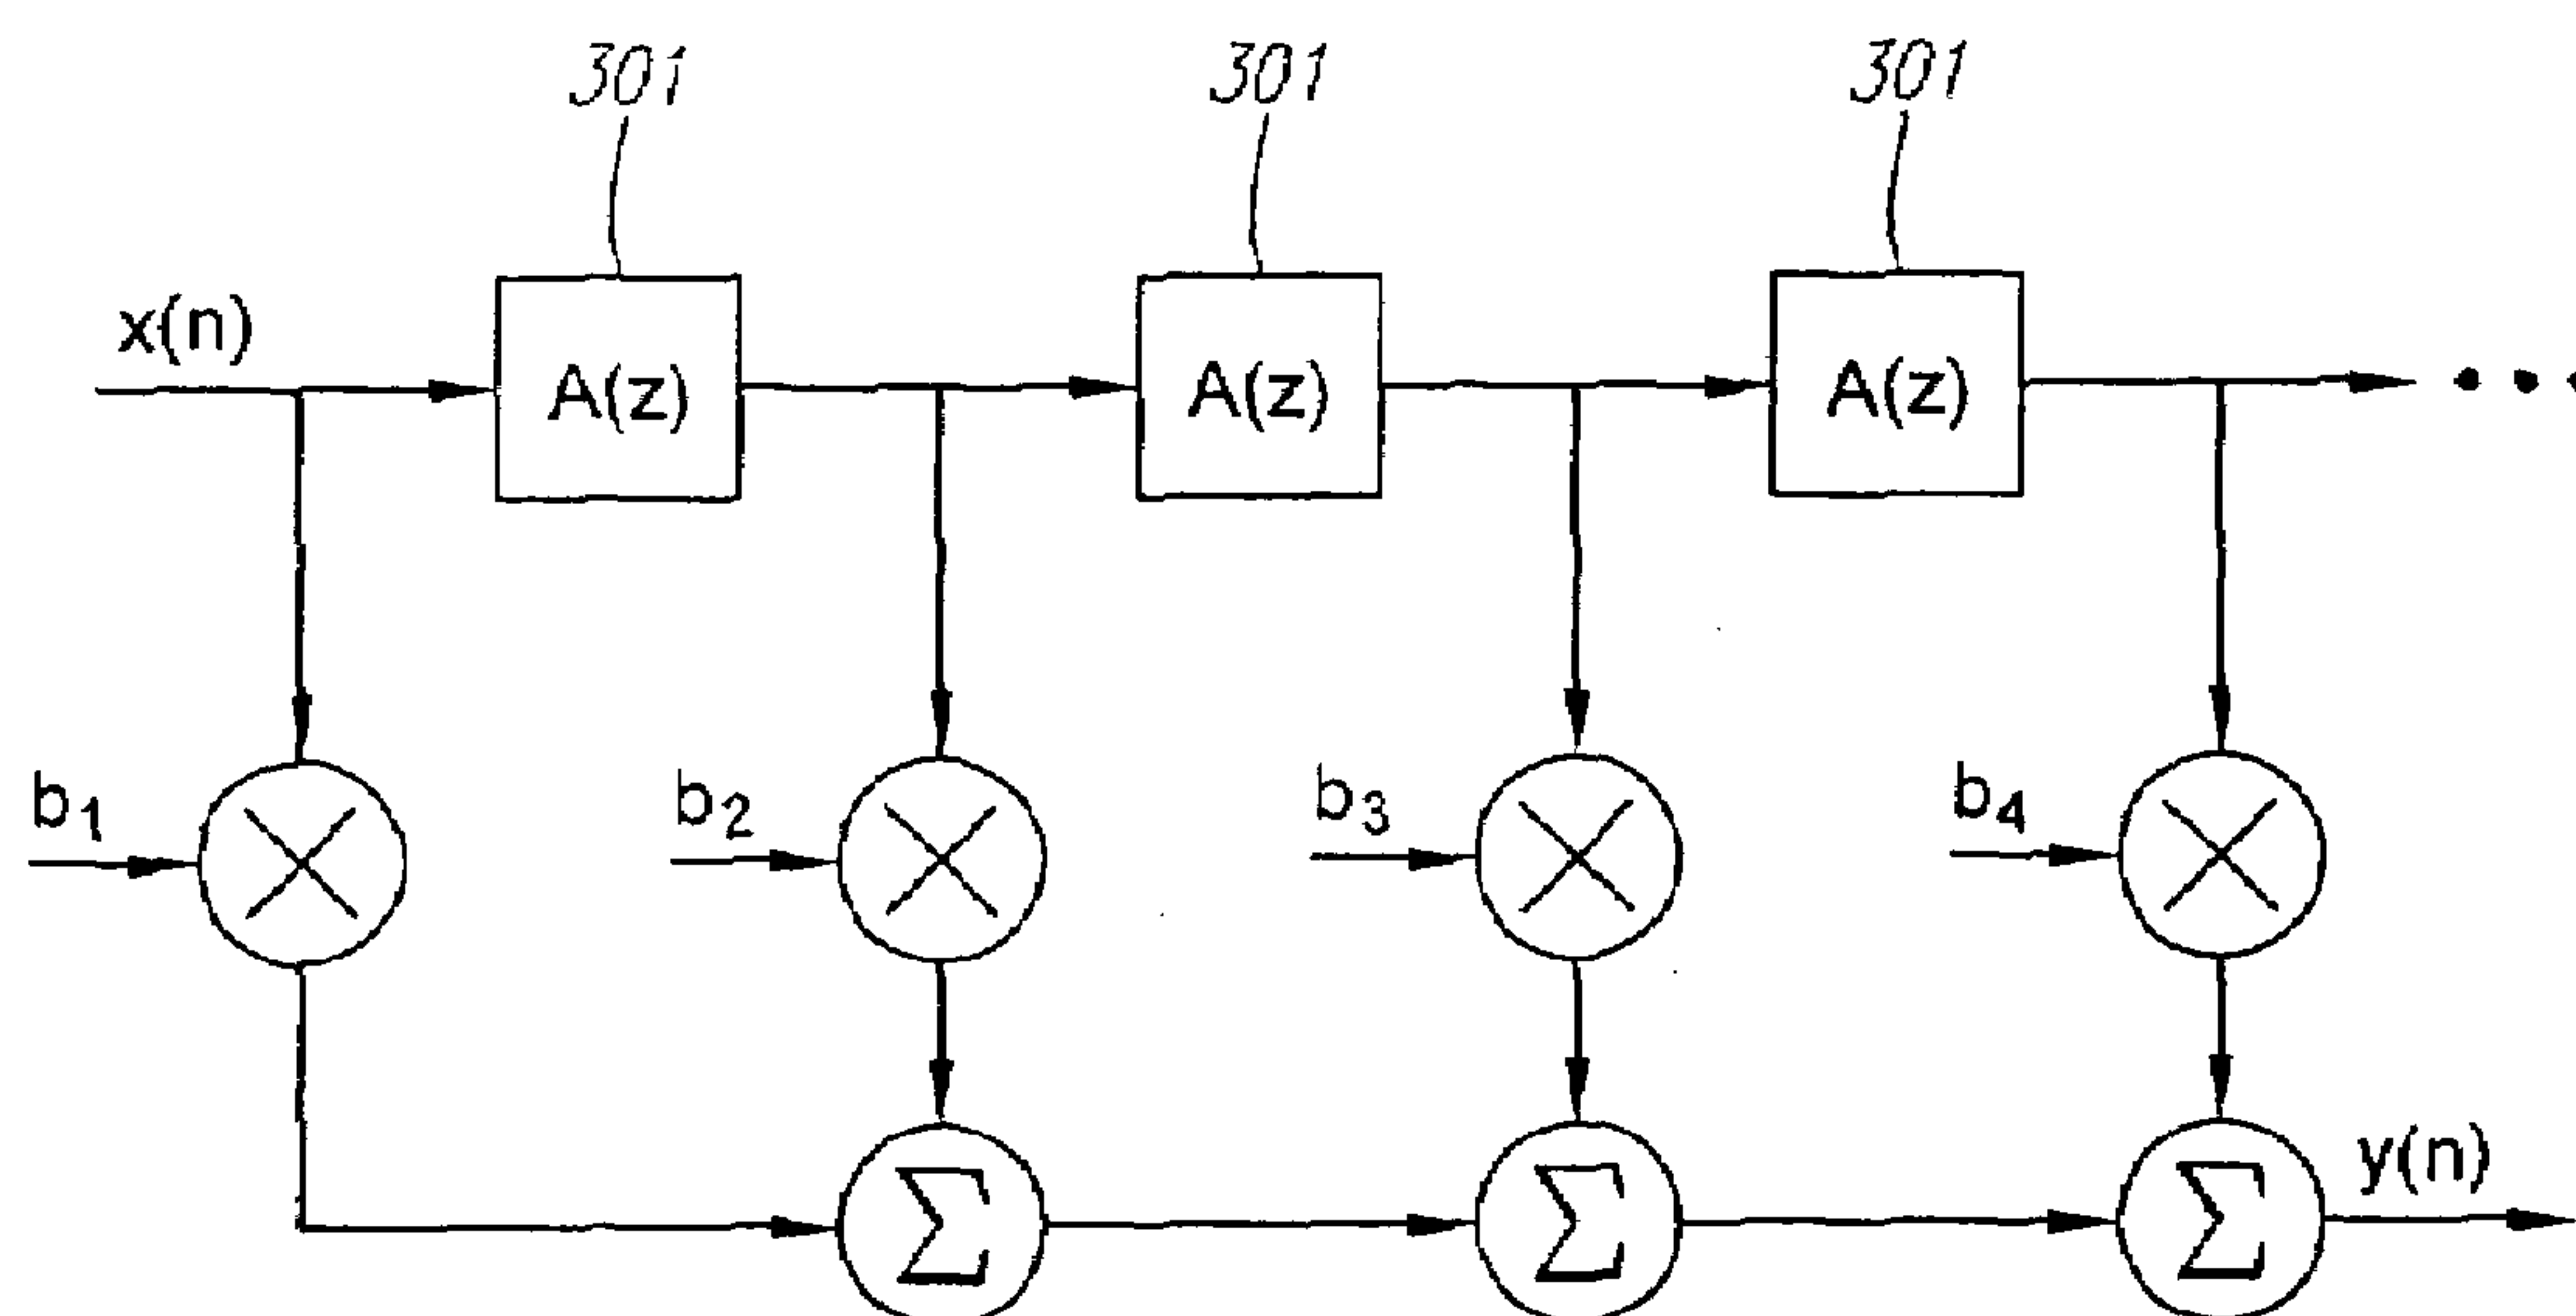 301 301 301
x(n)
A(z) A(z) A(z) • • •
b1 b2 b3 b4
y(n)
Σ Σ Σ